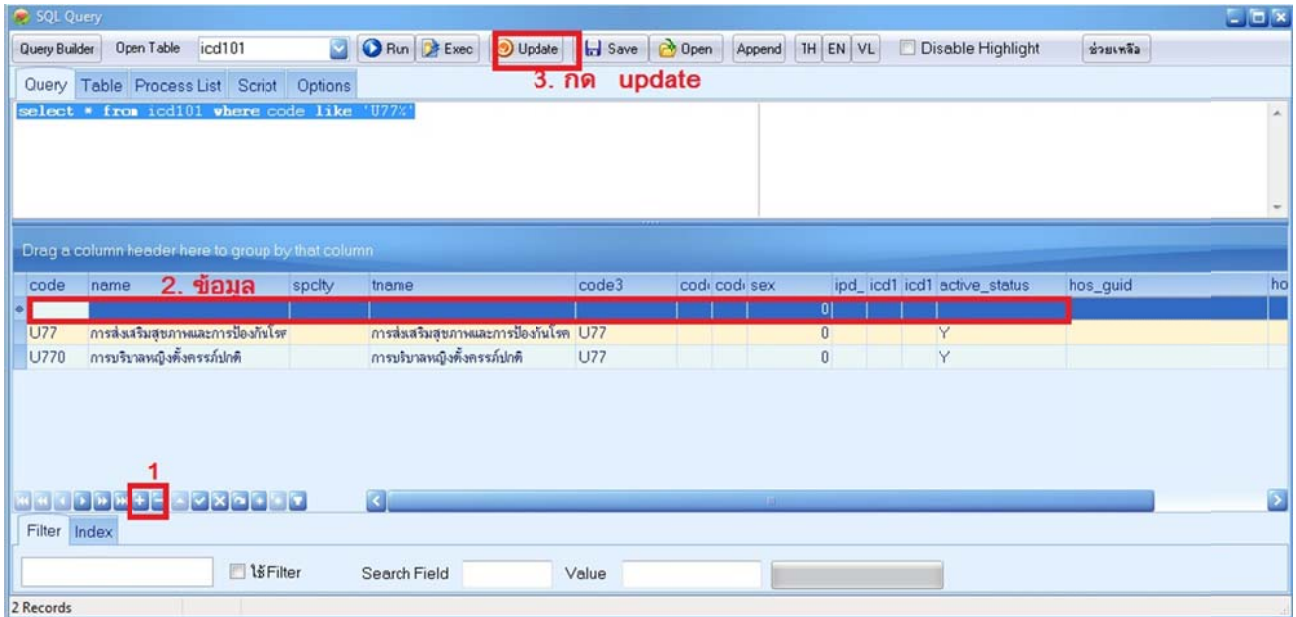 SQL Query
Query Builder Open Table icd101 Run Exec Update Save Open Append TH EN VL Disable Highlight ช่วยเหลือ
Query Table Process List Script Options 3. กด update
select * from icd101 where code like 'U77%'
Drag a column header here to group by that column
code name 2. ข้อมูล spclty tname code3 cod cod sex ipd_ icd1 icd1 active_status hos_guid ho
0
U77 การส่งเสริมสุขภาพและการป้องกันโรค การส่งเสริมสุขภาพและการป้องกันโรค U77 0 Y
U770 การบริบาลหญิงตั้งครรภ์ปกติ การบริบาลหญิงตั้งครรภ์ปกติ U77 0 Y
1
Filter Index
ใช้ Filter Search Field Value
2 Records